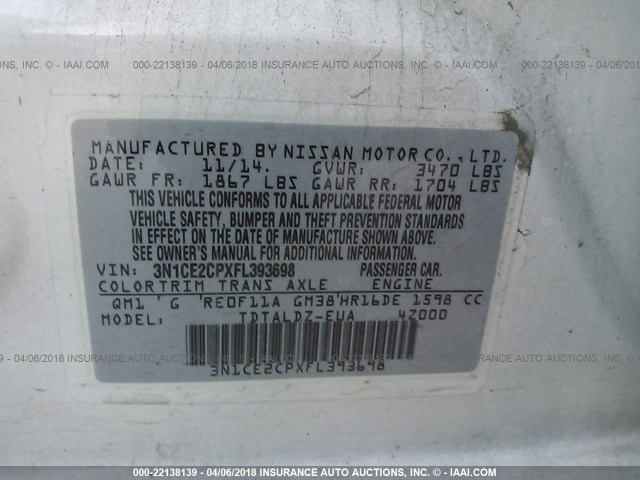 INC. - © IAAI.COM 000-22138139 - 04/06/2018 INSURANCE AUTO AUCTIONS, INC. - © IAAI.COM 000-22138139 - 04/06/2018
MANUFACTURED BY NISSAN MOTOR CO., LTD.
DATE: 11/14. GVWR: 3470 LBS
GAWR FR: 1867 LBS GAWR RR: 1704 LBS
THIS VEHICLE CONFORMS TO ALL APPLICABLE FEDERAL MOTOR
VEHICLE SAFETY, BUMPER AND THEFT PREVENTION STANDARDS
IN EFFECT ON THE DATE OF MANUFACTURE SHOWN ABOVE.
SEE OWNER'S MANUAL FOR ADDITIONAL INFORMATION.
VIN: 3N1CE2CPXFL393698 PASSENGER CAR.
COLOR TRIM TRANS AXLE ENGINE
QM1 G RE0F11A GM38 HR16DE 1598 CC
MODEL: TDTALDZ-EUA 4Z000
3N1CE2CPXFL393698
000-22138139 - 04/06/2018 INSURANCE AUTO AUCTIONS, INC. - © IAAI.COM